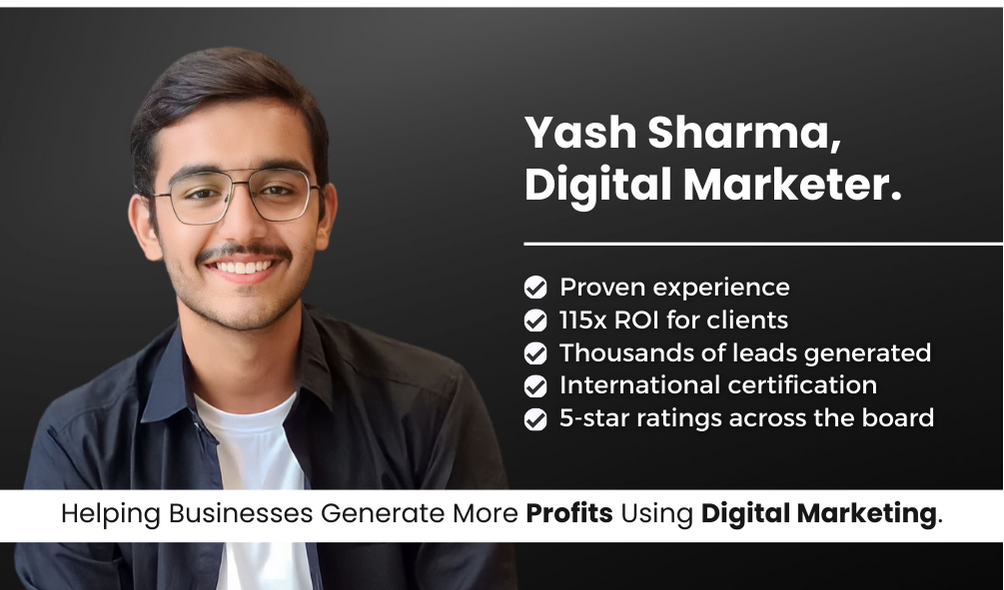 Yash Sharma,
Digital Marketer.
Proven experience
115x ROI for clients
Thousands of leads generated
International certification
5-star ratings across the board
Helping Businesses Generate More Profits Using Digital Marketing.